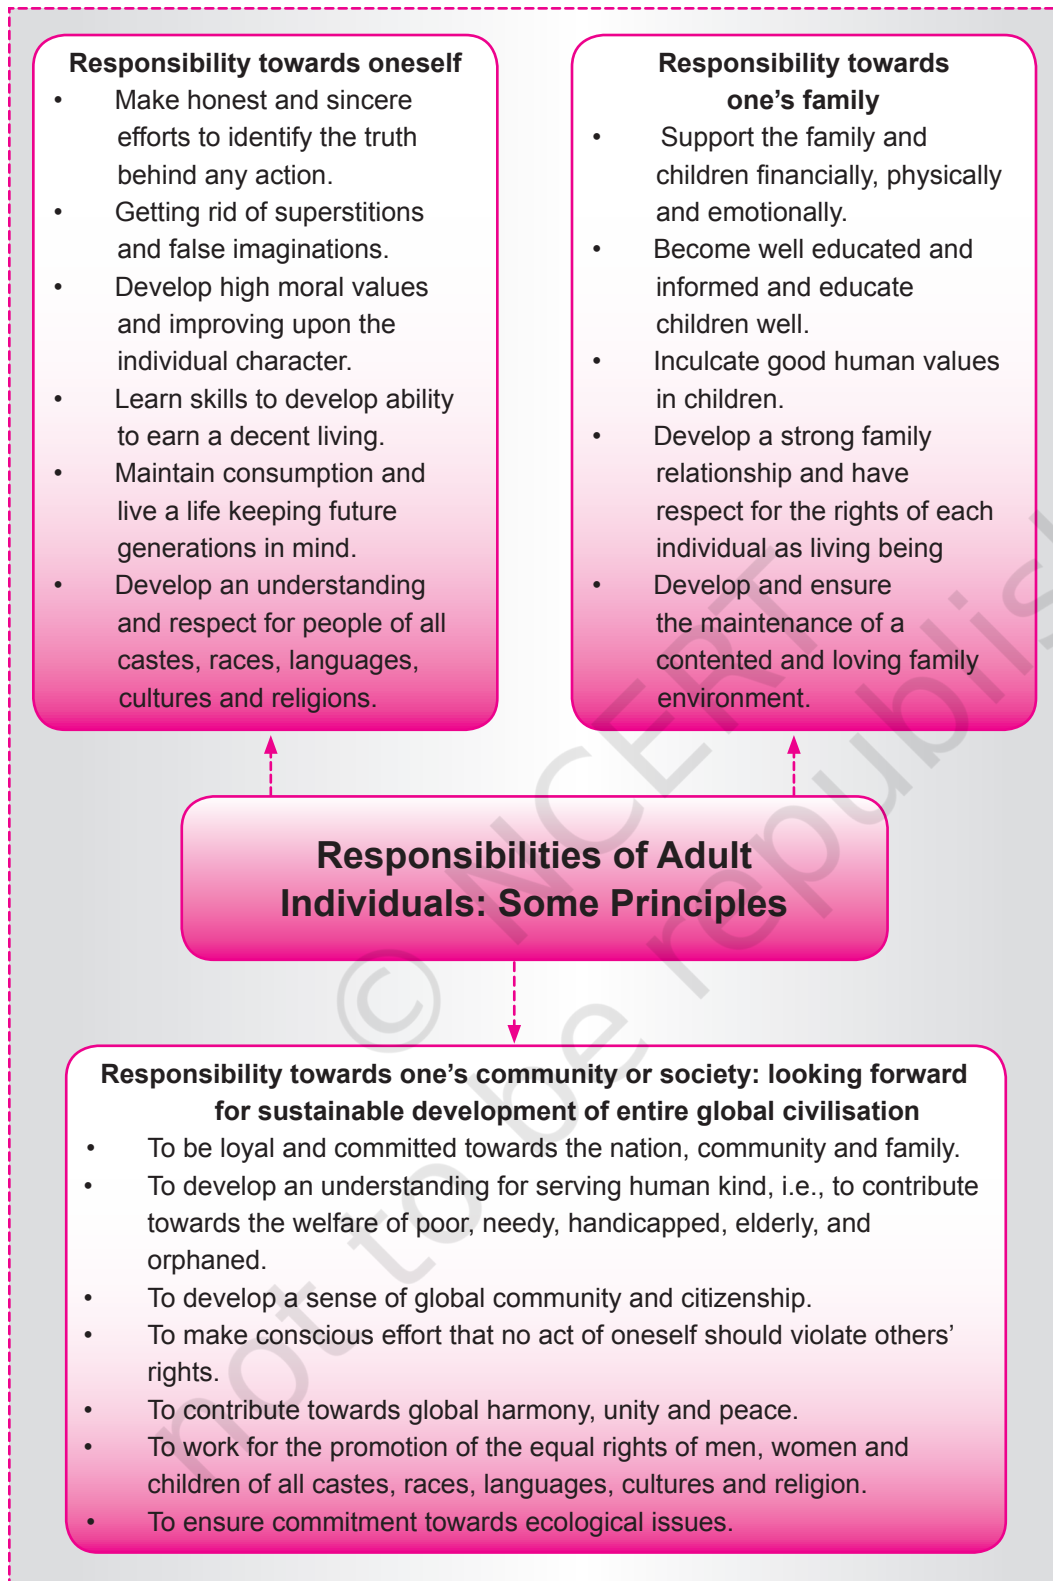 Responsibility towards oneself
• Make honest and sincere
efforts to identify the truth
behind any action.
• Getting rid of superstitions
and false imaginations.
• Develop high moral values
and improving upon the
individual character.
• Learn skills to develop ability
to earn a decent living.
• Maintain consumption and
live a life keeping future
generations in mind.
• Develop an understanding
and respect for people of all
castes, races, languages,
cultures and religions.
Responsibility towards
one’s family
• Support the family and
children financially, physically
and emotionally.
• Become well educated and
informed and educate
children well.
• Inculcate good human values
in children.
• Develop a strong family
relationship and have
respect for the rights of each
individual as living being
• Develop and ensure
the maintenance of a
contented and loving family
environment.
Responsibilities of Adult
Individuals: Some Principles
Responsibility towards one’s community or society: looking forward
for sustainable development of entire global civilisation
• To be loyal and committed towards the nation, community and family.
• To develop an understanding for serving human kind, i.e., to contribute
towards the welfare of poor, needy, handicapped, elderly, and
orphaned.
• To develop a sense of global community and citizenship.
• To make conscious effort that no act of oneself should violate others’
rights.
• To contribute towards global harmony, unity and peace.
• To work for the promotion of the equal rights of men, women and
children of all castes, races, languages, cultures and religion.
• To ensure commitment towards ecological issues.
© NCERT
not to be republish